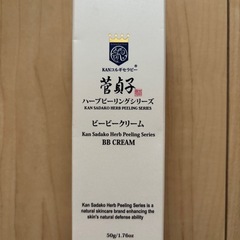 KANコルギセラピー®
菅貞子
ハーブピーリングシリーズ
KAN SADAKO HERB PEELING SERIES
ビービークリーム
Kan Sadako Herb Peeling Series
BB CREAM
Kan Sadako Herb Peeling Series is a
natural skincare brand enhancing the
skin's natural defense ability
50g/1.76oz